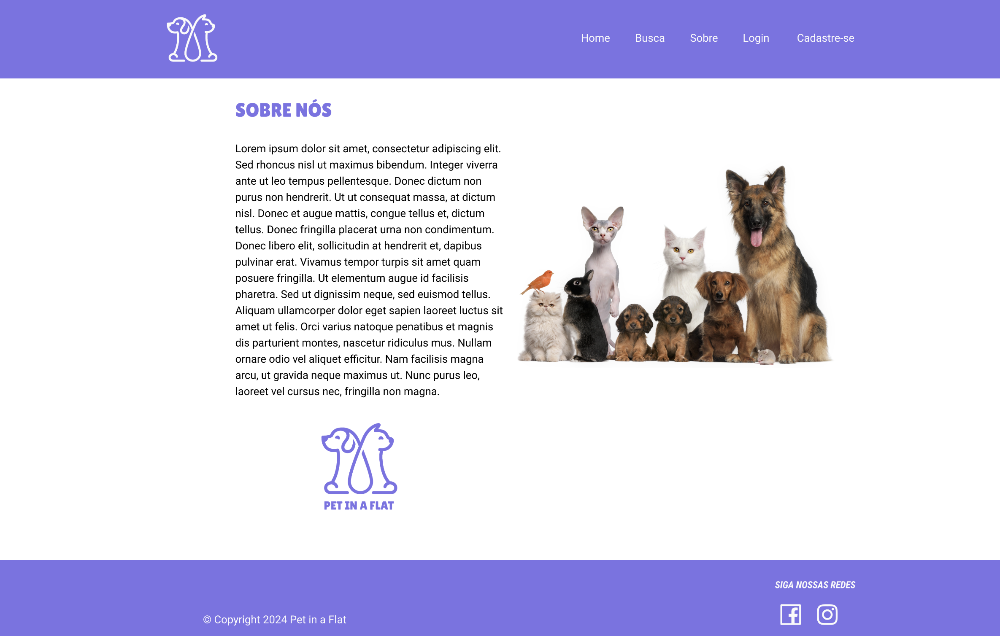 Home Busca Sobre Login Cadastre-se
SOBRE NÓS
Lorem ipsum dolor sit amet, consectetur adipiscing elit.
Sed rhoncus nisl ut maximus bibendum. Integer viverra
ante ut leo tempus pellentesque. Donec dictum non
purus non hendrerit. Ut ut consequat massa, at dictum
nisl. Donec et augue mattis, congue tellus et, dictum
tellus. Donec fringilla placerat urna non condimentum.
Donec libero elit, sollicitudin at hendrerit et, dapibus
pulvinar erat. Vivamus tempor turpis sit amet quam
posuere fringilla. Ut elementum augue id facilisis
pharetra. Sed ut dignissim neque, sed euismod tellus.
Aliquam ullamcorper dolor eget sapien laoreet luctus sit
amet ut felis. Orci varius natoque penatibus et magnis
dis parturient montes, nascetur ridiculus mus. Nullam
ornare odio vel aliquet efficitur. Nam facilisis magna
arcu, ut gravida neque maximus ut. Nunc purus leo,
laoreet vel cursus nec, fringilla non magna.
PET IN A FLAT
SIGA NOSSAS REDES
© Copyright 2024 Pet in a Flat